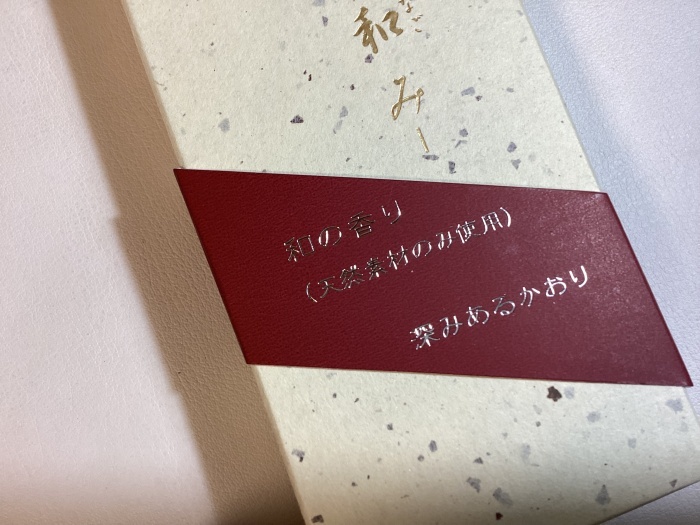 和み
和の香り
（天然素材のみ使用）
深みあるかおり